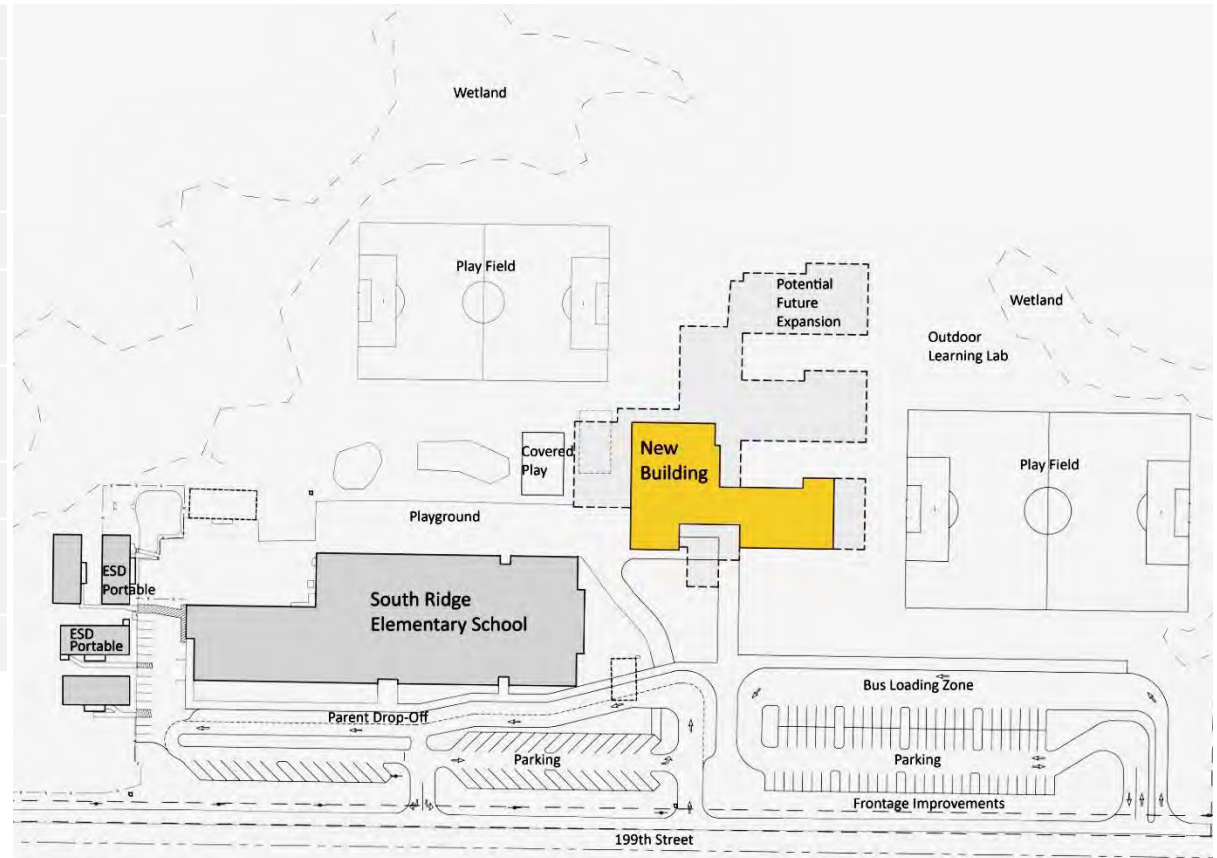 Wetland
Play Field
Potential
Future
Expansion
Wetland
Outdoor
Learning Lab
New
Building
Covered
Play
Play Field
Playground
ESD
Portable
South Ridge
Elementary School
ESD
Portable
Bus Loading Zone
Parent Drop-Off
Parking
Parking
Frontage Improvements
199th Street